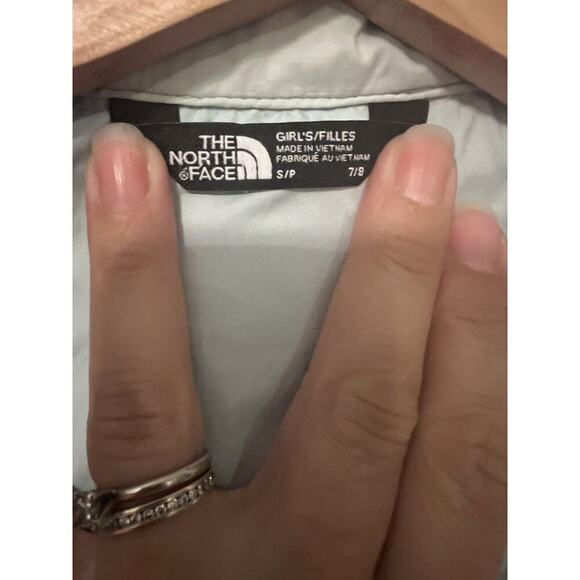 THE
NORTH
FACE
GIRL'S/FILLES
MADE IN VIETNAM
FABRIQUÉ AU VIETNAM
S/P 7/8